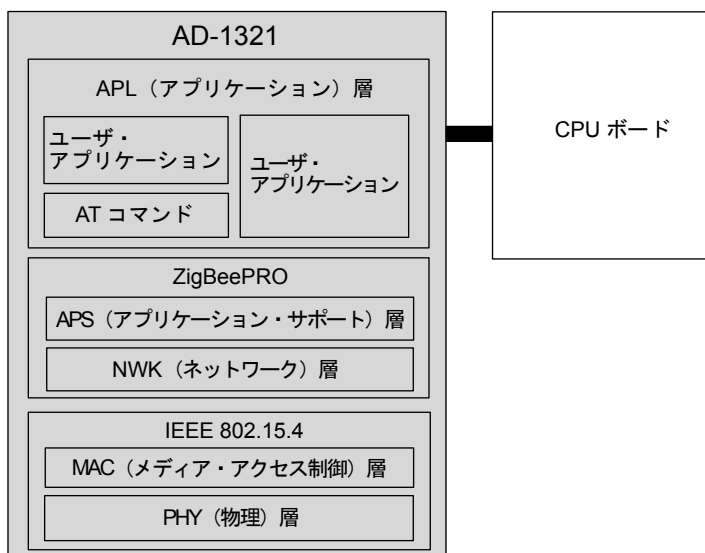 AD-1321
APL（アプリケーション）層
ユーザ・
アプリケーション
AT コマンド
ユーザ・
アプリケーション
ZigBeePRO
APS（アプリケーション・サポート）層
NWK（ネットワーク）層
IEEE 802.15.4
MAC（メディア・アクセス制御）層
PHY（物理）層
CPU ボード